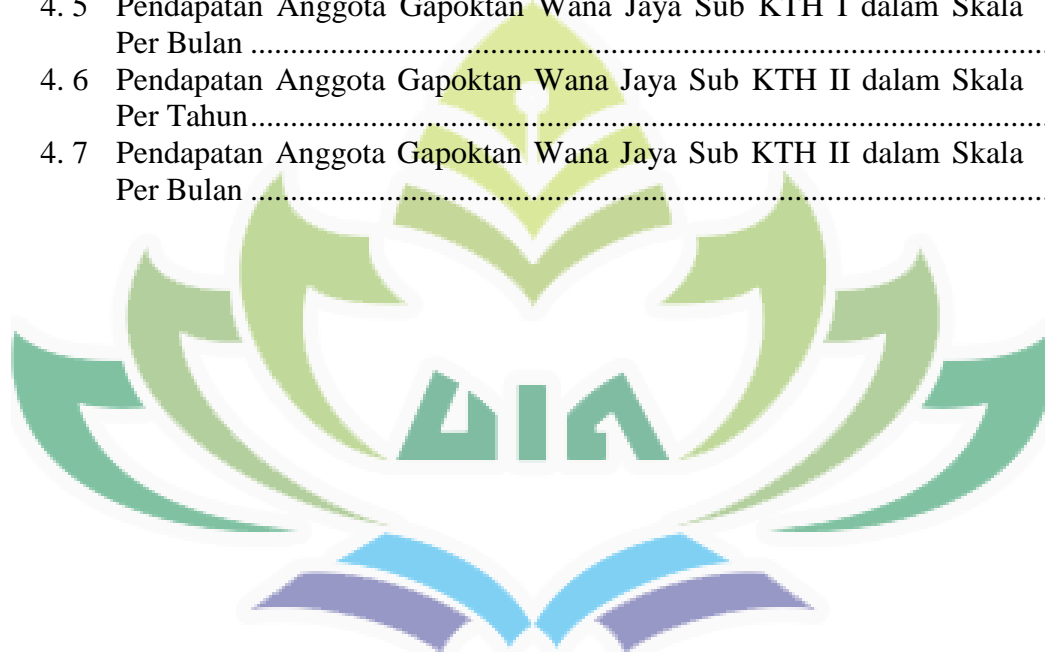 4. 5 Pendapatan Anggota Gapoktan Wana Jaya Sub KTH I dalam Skala
Per Bulan ..........................................................................................
4. 6 Pendapatan Anggota Gapoktan Wana Jaya Sub KTH II dalam Skala
Per Tahun..........................................................................................
4. 7 Pendapatan Anggota Gapoktan Wana Jaya Sub KTH II dalam Skala
Per Bulan ..........................................................................................
UIN